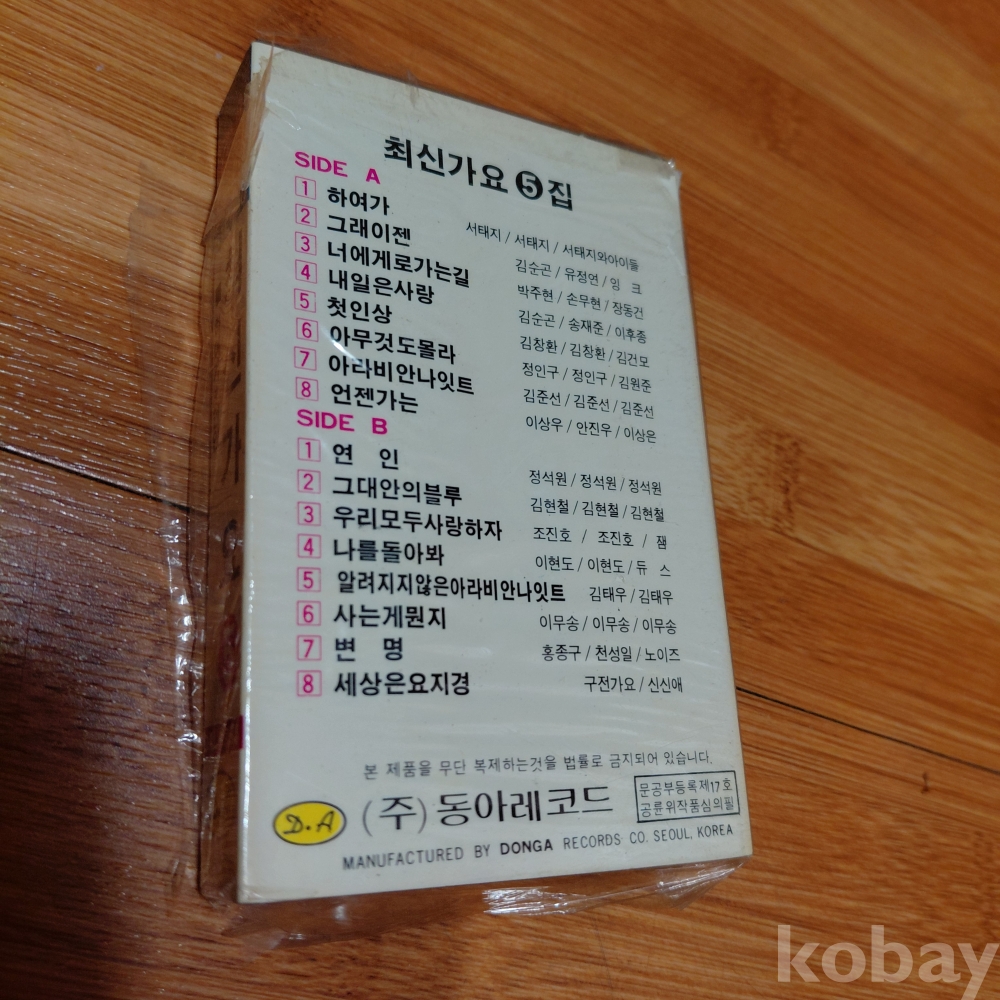 최신가요 ❺ 집
SIDE A
1 하여가 서태지 / 서태지 / 서태지와아이들
2 그래이젠 김순곤 / 유정연 / 잉 크
3 너에게로가는길 박주현 / 손무현 / 장동건
4 내일은사랑 김순곤 / 송재준 / 이후종
5 첫인상 김창환 / 김창환 / 김건모
6 아무것도몰라 정인구 / 정인구 / 김원준
7 아라비안나잇트 김준선 / 김준선 / 김준선
8 언젠가는 이상우 / 안진우 / 이상은
SIDE B
1 연 인 정석원 / 정석원 / 정석원
2 그대안의블루 김현철 / 김현철 / 김현철
3 우리모두사랑하자 조진호 / 조진호 / 잼
4 나를돌아봐 이현도 / 이현도 / 듀 스
5 알려지지않은아라비안나잇트 김태우 / 김태우
6 사는게뭔지 이무송 / 이무송 / 이무송
7 변 명 홍종구 / 천성일 / 노이즈
8 세상은요지경 구전가요 / 신신애
본 제품을 무단 복제하는것을 법률로 금지되어 있습니다.
D.A (주) 동아레코드
문공부등록제17호
공륜위작품심의필
MANUFACTURED BY DONGA RECORDS CO. SEOUL, KOREA
kobay